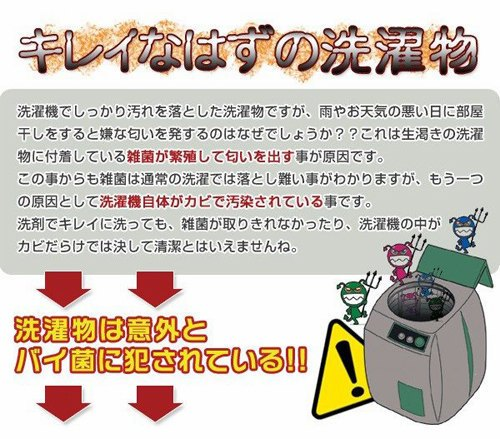 キレイなはずの洗濯物
洗濯機でしっかり汚れを落とした洗濯物ですが、雨やお天気の悪い日に部屋
干しをすると嫌な匂いを発するのはなぜでしょうか？？これは生渇きの洗濯
物に付着している雑菌が繁殖して匂いを出す事が原因です。
この事からも雑菌は通常の洗濯では落とし難い事がわかりますが、もう一つ
の原因として洗濯機自体がカビで汚染されている事です。
洗剤でキレイに洗っても、雑菌が取りきれなかったり、洗濯機の中が
カビだらけでは決して清潔とはいえませんね。
洗濯物は意外と
バイ菌に犯されている!!